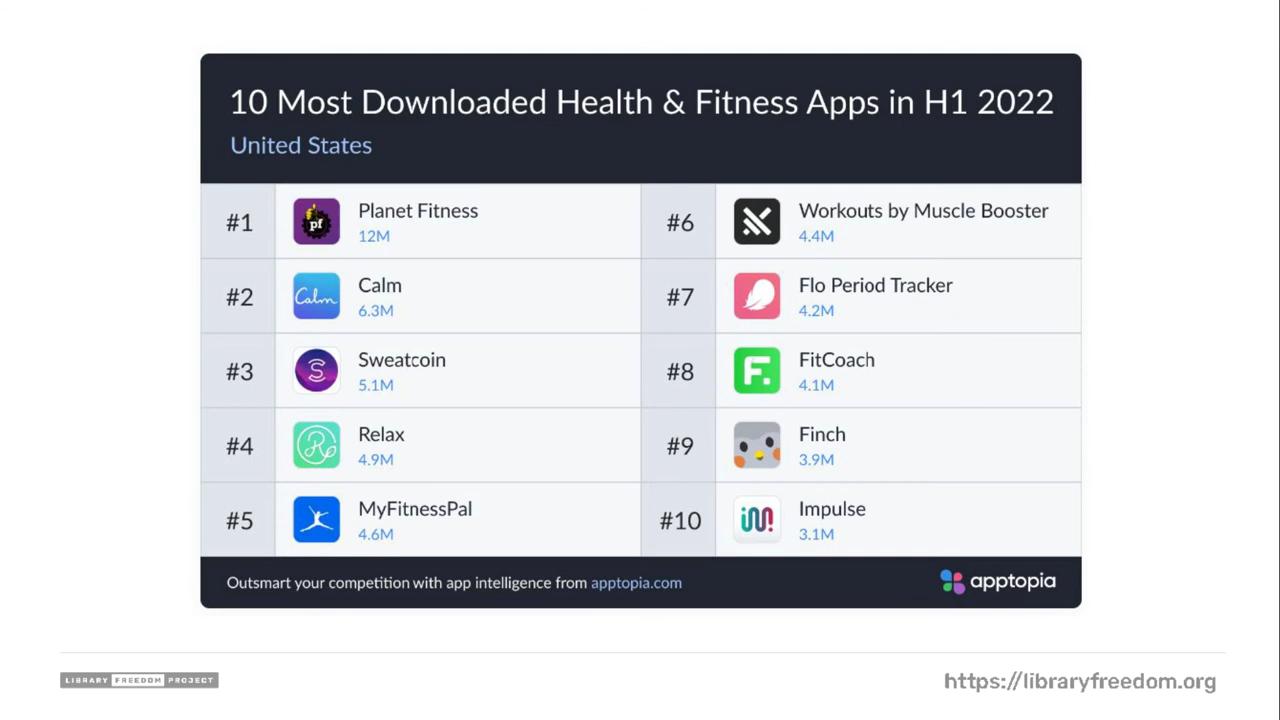 10 Most Downloaded Health & Fitness Apps in H1 2022
United States
#1
pf
Planet Fitness
12M
#2
Calm
Calm
6.3M
#3
S
Sweatcoin
5.1M
#4
R
Relax
4.9M
#5
MyFitnessPal
4.6M
#6
Workouts by Muscle Booster
4.4M
#7
Flo Period Tracker
4.2M
#8
F.
FitCoach
4.1M
#9
Finch
3.9M
#10
im!
Impulse
3.1M
Outsmart your competition with app intelligence from apptopia.com
apptopia
LIBRARY FREEDOM PROJECT
https://libraryfreedom.org